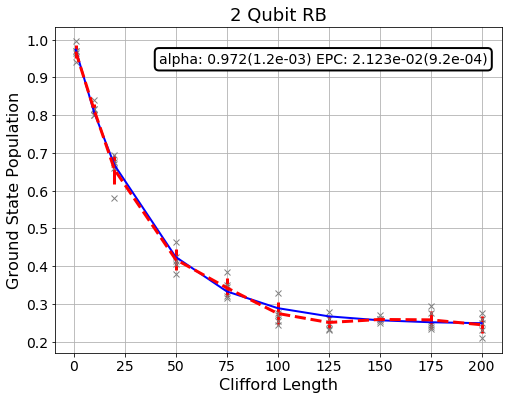 2 Qubit RB
alpha: 0.972(1.2e-03) EPC: 2.123e-02(9.2e-04)
Ground State Population
1.0
0.9
0.8
0.7
0.6
0.5
0.4
0.3
0.2
0 25 50 75 100 125 150 175 200
Clifford Length